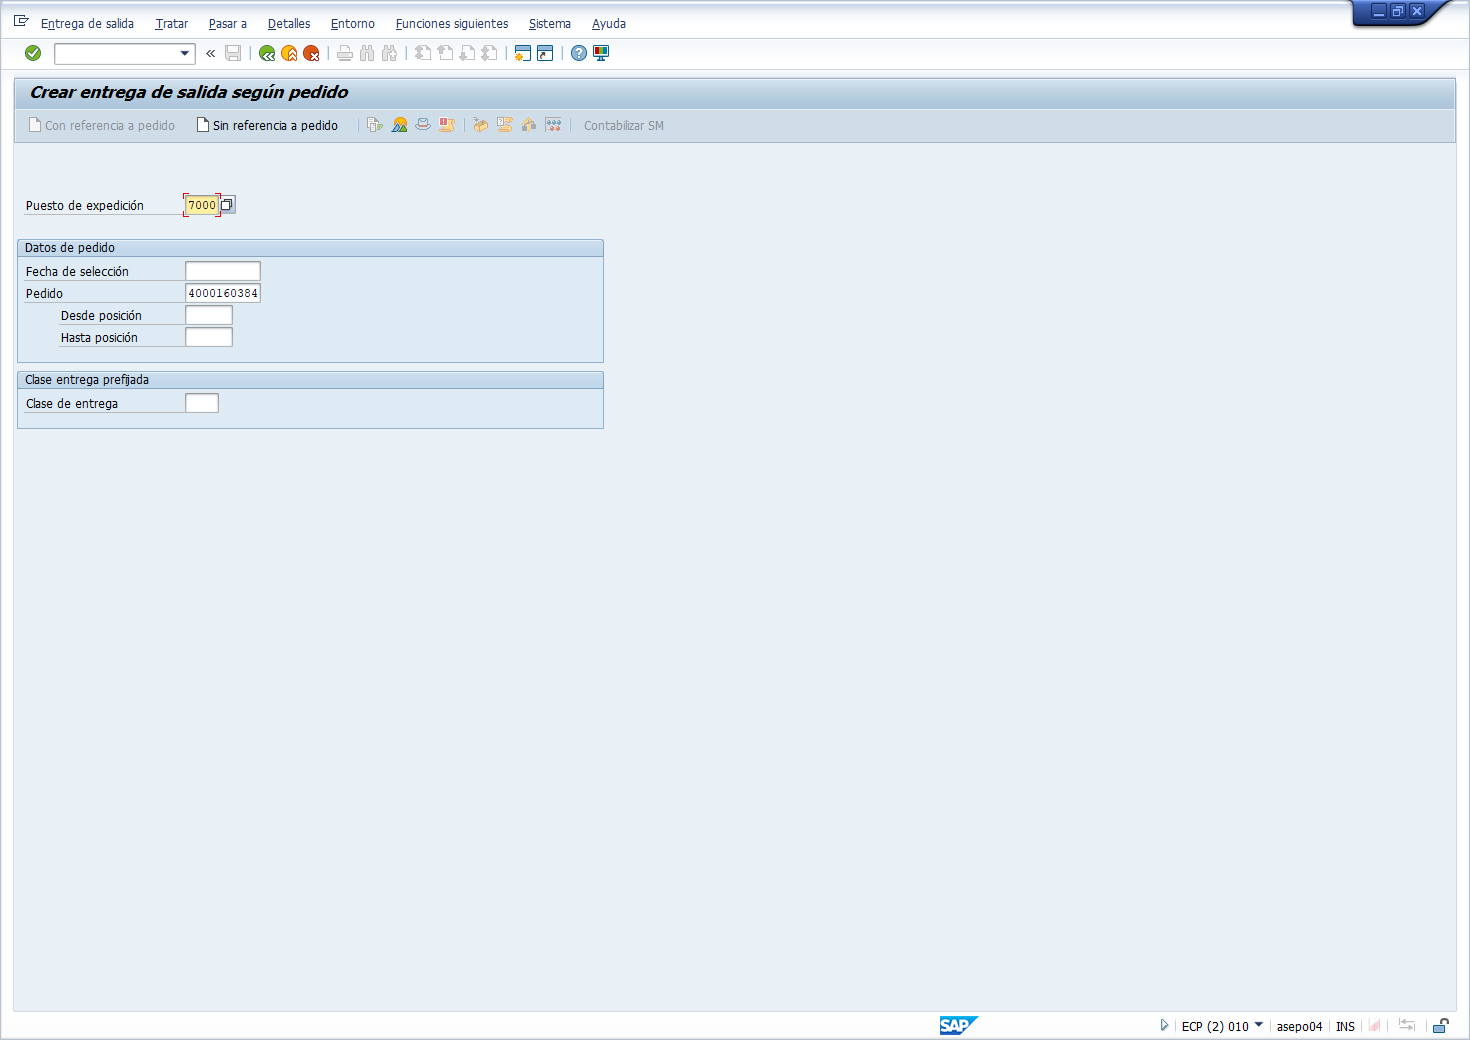 Entrega de salida Tratar Pasar a Detalles Entorno Funciones siguientes Sistema Ayuda
Crear entrega de salida según pedido
Con referencia a pedido Sin referencia a pedido Contabilizar SM
Puesto de expedición 7000
Datos de pedido
Fecha de selección
Pedido 4000160384
Desde posición
Hasta posición
Clase entrega prefijada
Clase de entrega
SAP ECP (2) 010 asepo04 INS